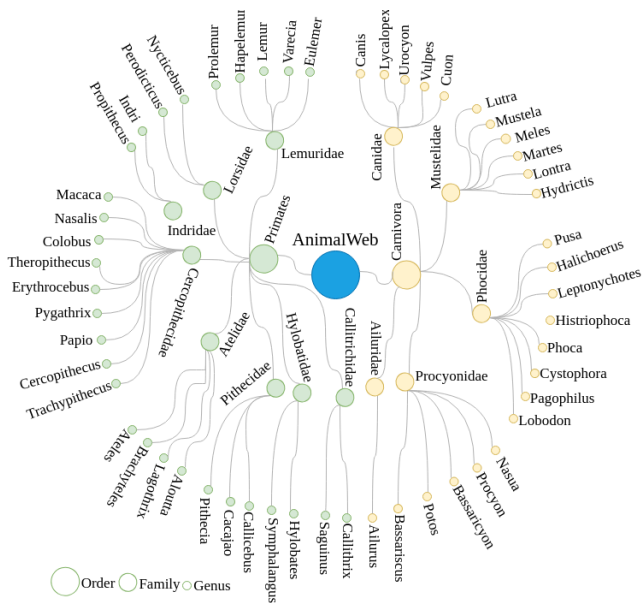 AnimalWeb
Primates
Lemuridae
Prolemur
Hapelemur
Lemur
Varecia
Eulemer
Lorsidae
Nycticebus
Perodicticus
Indridae
Indri
Propithecus
Cercopithecidae
Macaca
Nasalis
Colobus
Theropithecus
Erythrocebus
Pygathrix
Papio
Cercopithecus
Trachypithecus
Atelidae
Ateles
Brachyteles
Lagothrix
Aloutta
Pithecidae
Pithecia
Cacajao
Callicebus
Hylobatidae
Symphalangus
Hylobates
Callitrichidae
Saguinus
Callithrix
Carnivora
Canidae
Canis
Lycalopex
Urocyon
Vulpes
Cuon
Mustelidae
Lutra
Mustela
Meles
Martes
Lontra
Hydrictis
Phocidae
Pusa
Halichoerus
Leptonychotes
Histriophoca
Phoca
Cystophora
Pagophilus
Lobodon
Procyonidae
Nasua
Procyon
Bassaricyon
Potos
Bassariscus
Ailuridae
Ailurus
Order
Family
Genus